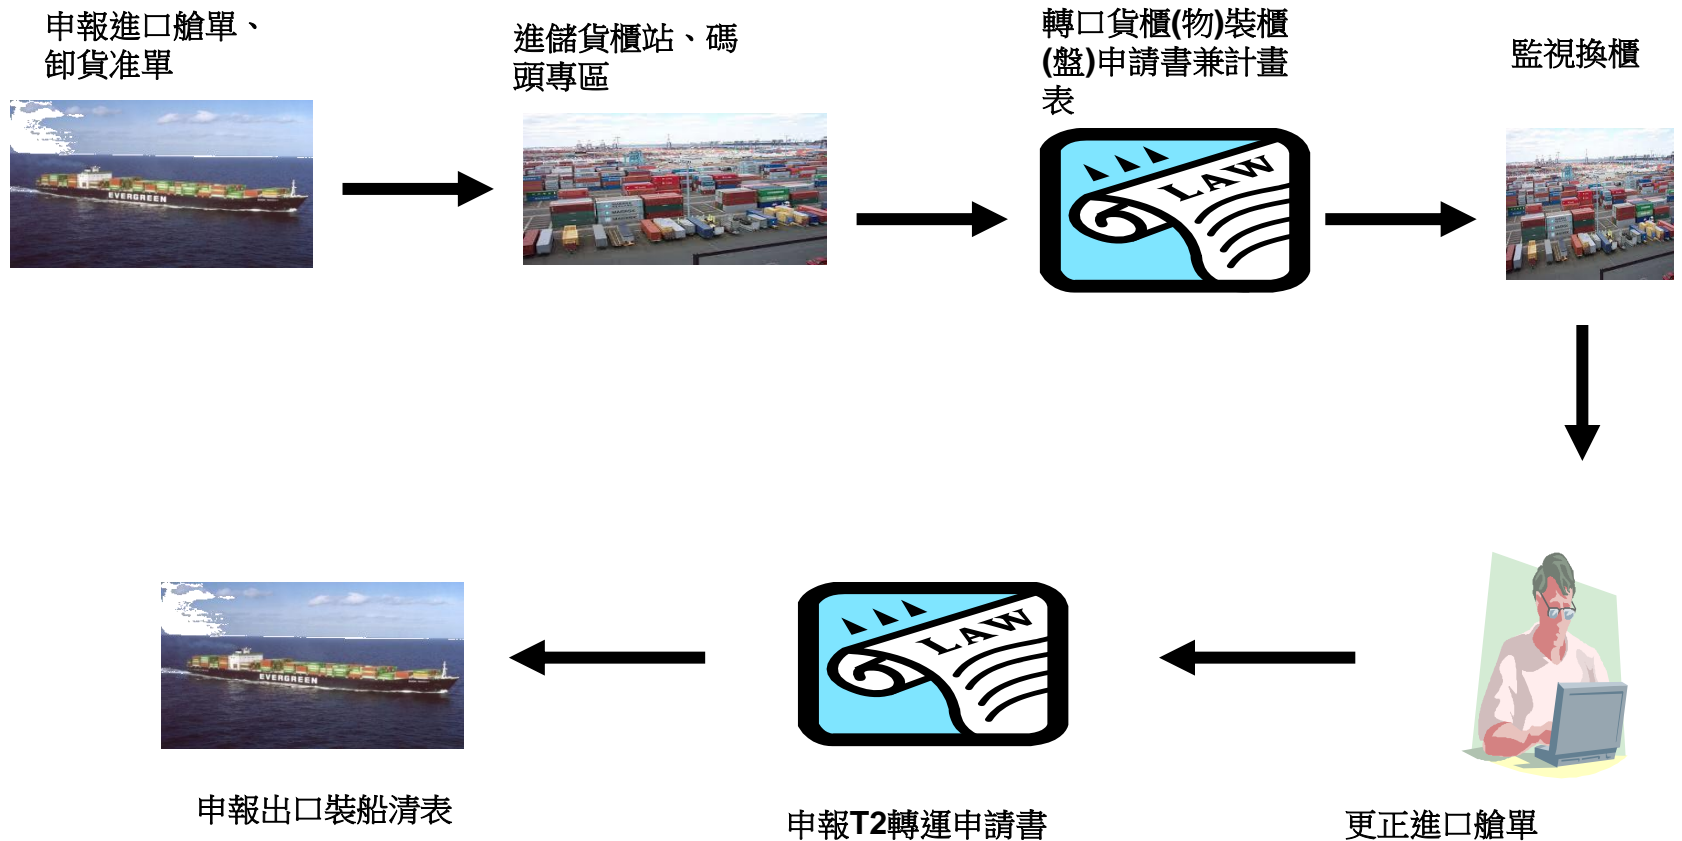 申報進口艙單、
卸貨准單
進儲貨櫃站、碼
頭專區
轉口貨櫃(物)裝櫃
(盤)申請書兼計畫
表
監視換櫃
EVERGREEN
LAW
EVERGREEN
LAW
申報出口裝船清表
申報T2轉運申請書
更正進口艙單